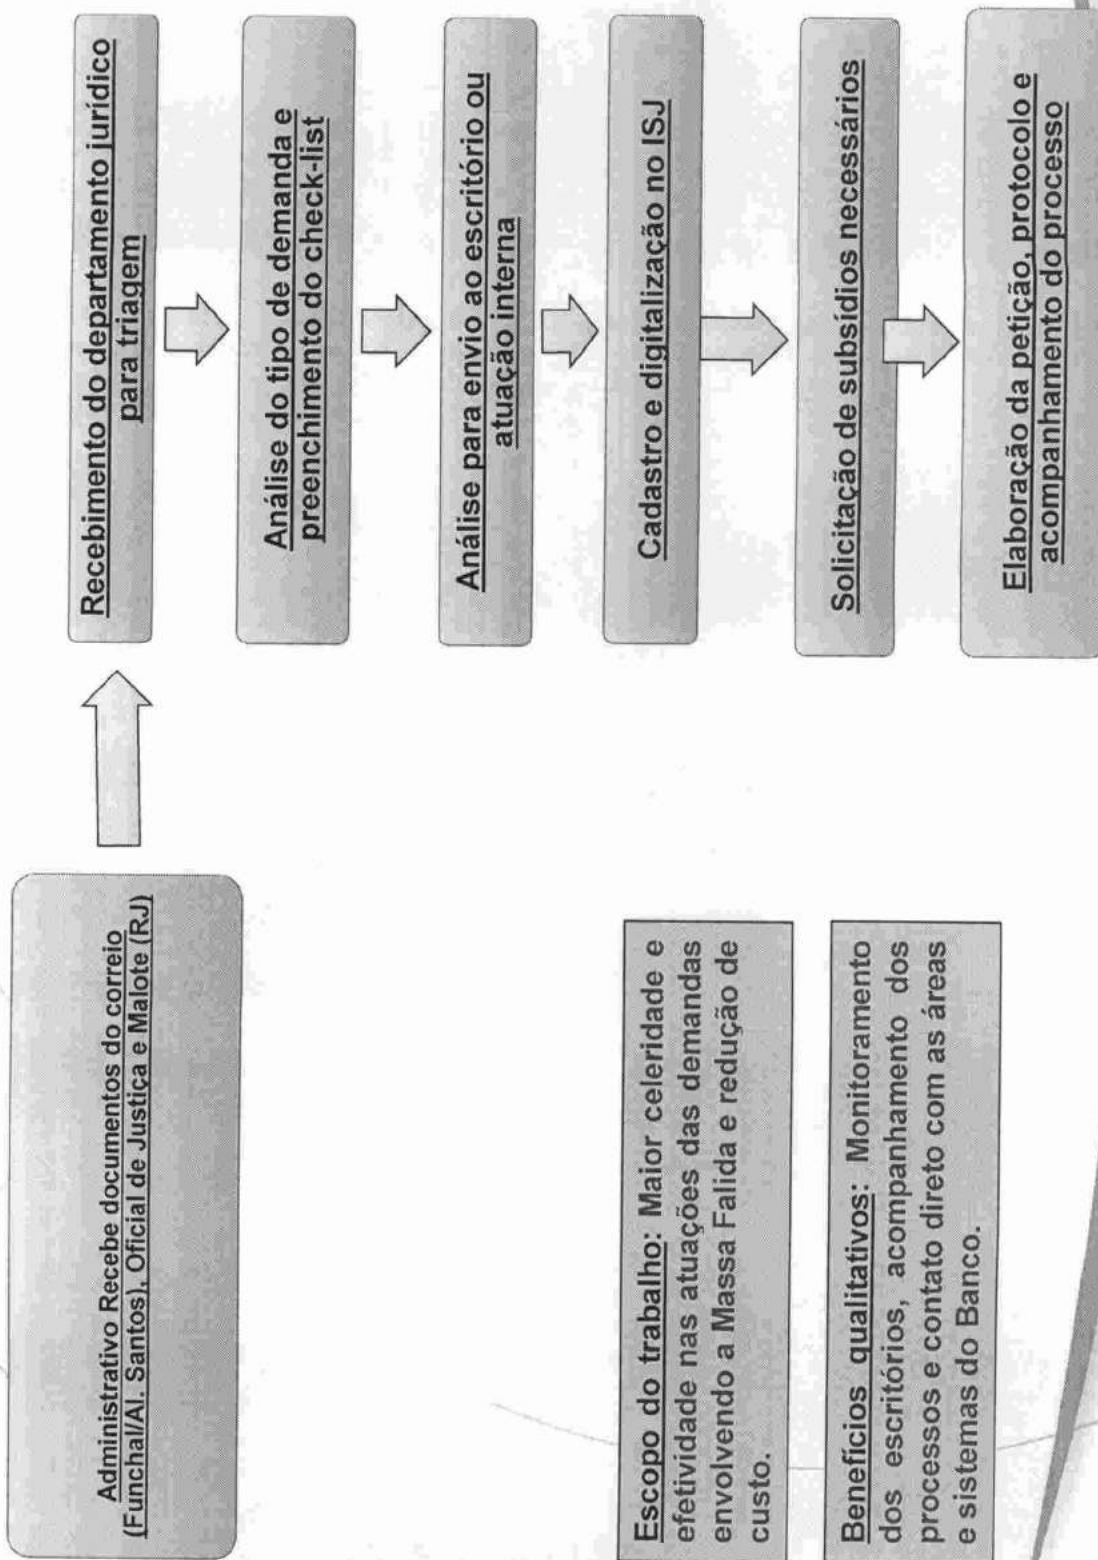 Administrativo Recebe documentos do correio
(Funchal/Al. Santos), Oficial de Justiça e Malote (RJ)
Recebimento do departamento jurídico
para triagem
Análise do tipo de demanda e
preenchimento do check-list
Análise para envio ao escritório ou
atuação interna
Cadastro e digitalização no ISJ
Solicitação de subsídios necessários
Elaboração da petição, protocolo e
acompanhamento do processo
Escopo do trabalho: Maior celeridade e
efetividade nas atuações das demandas
envolvendo a Massa Falida e redução de
custo.
Benefícios qualitativos: Monitoramento
dos escritórios, acompanhamento dos
processos e contato direto com as áreas
e sistemas do Banco.